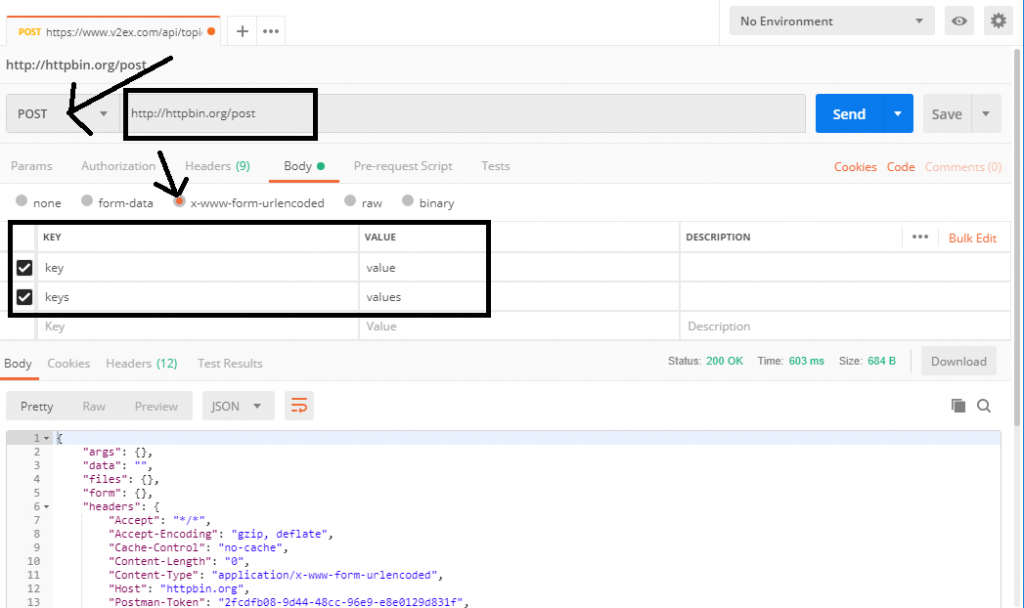 POST https://www.v2ex.com/api/topi
No Environment
http://httpbin.org/post
POST http://httpbin.org/post Send Save
Params Authorization Headers (9) Body Pre-request Script Tests Cookies Code Comments (0)
none form-data x-www-form-urlencoded raw binary
KEY VALUE DESCRIPTION ••• Bulk Edit
key value
keys values
Key Value Description
Body Cookies Headers (12) Test Results Status: 200 OK Time: 603 ms Size: 684 B Download
Pretty Raw Preview JSON
1 {
2 "args": {},
3 "data": "",
4 "files": {},
5 "form": {},
6 "headers": {
7 "Accept": "*/*",
8 "Accept-Encoding": "gzip, deflate",
9 "Cache-Control": "no-cache",
10 "Content-Length": "0",
11 "Content-Type": "application/x-www-form-urlencoded",
12 "Host": "httpbin.org",
13 "Postman-Token": "2fcdfb08-9d44-48cc-96e9-e8e0129d831f",